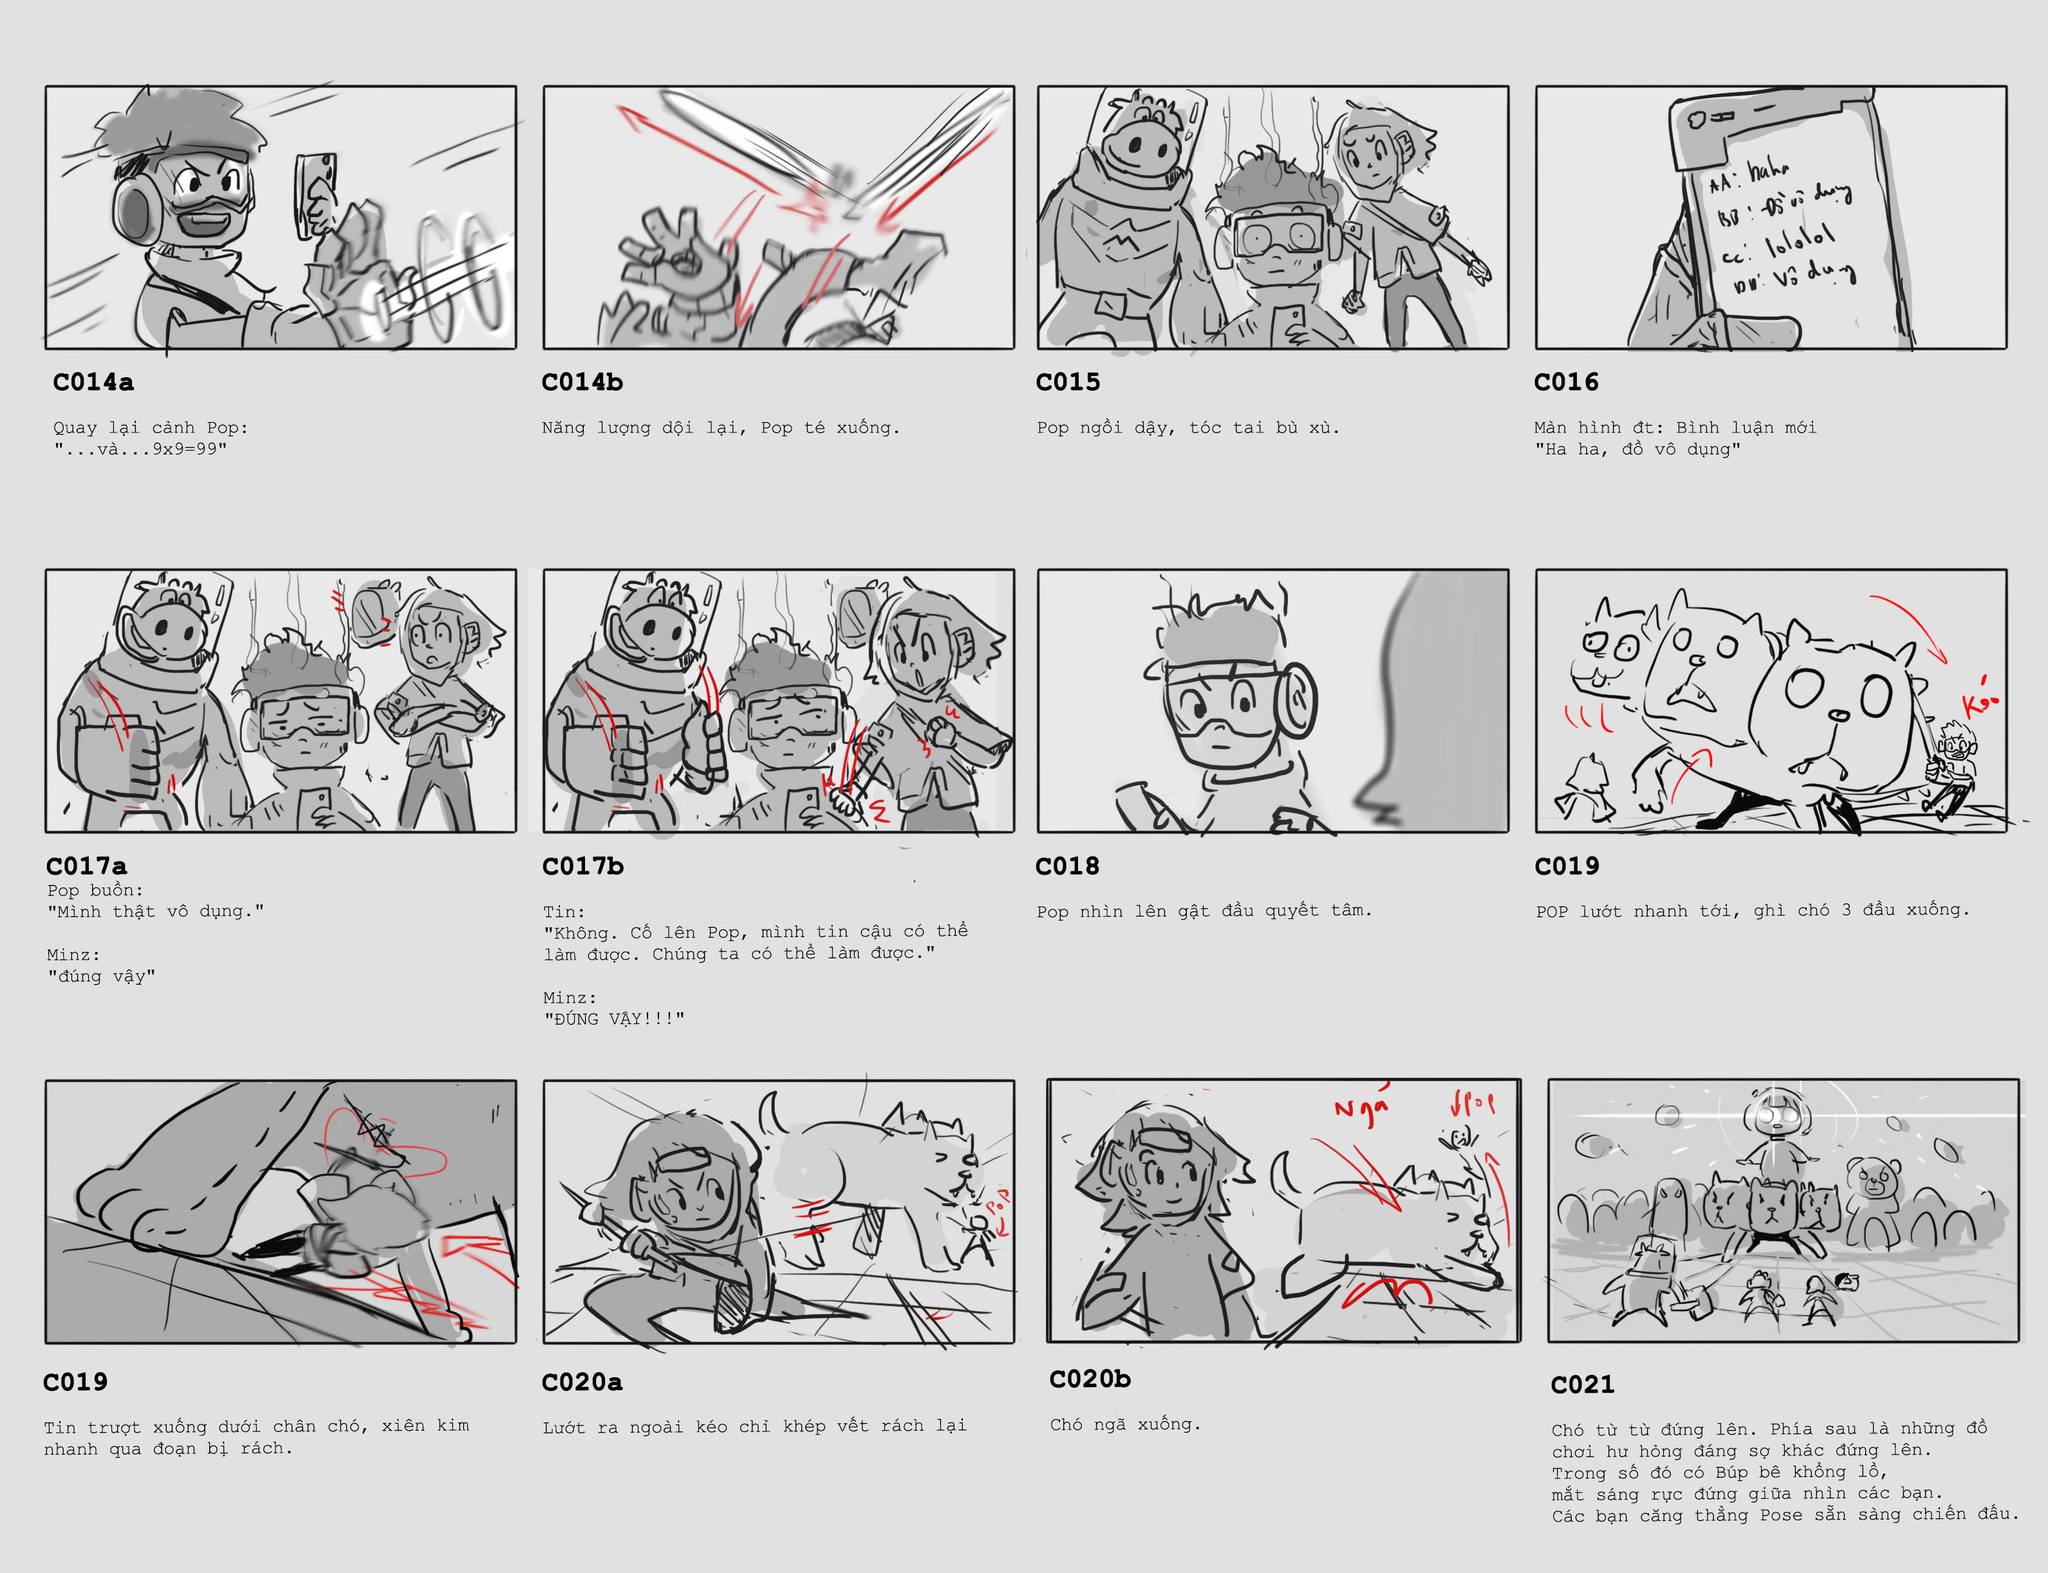 AA: haha
BB: Đồ vô dụng
CC: lololol
DD: Vô dụng
C014a
Quay lại cảnh Pop:
"...và...9x9=99"
C014b
Năng lượng dội lại, Pop té xuống.
C015
Pop ngồi dậy, tóc tai bù xù.
C016
Màn hình đt: Bình luận mới
"Ha ha, đồ vô dụng"
Kéo
C017a
Pop buồn:
"Mình thật vô dụng."
Minz:
"đúng vậy"
C017b
Tin:
"Không. Cố lên Pop, mình tin cậu có thể
làm được. Chúng ta có thể làm được."
Minz:
"ĐÚNG VẬY!!!"
C018
Pop nhìn lên gật đầu quyết tâm.
C019
POP lướt nhanh tới, ghì chó 3 đầu xuống.
POP
Ngã
POP
C019
Tin trượt xuống dưới chân chó, xiên kim
nhanh qua đoạn bị rách.
C020a
Lướt ra ngoài kéo chỉ khép vết rách lại
C020b
Chó ngã xuống.
C021
Chó từ từ đứng lên. Phía sau là những đồ
chơi hư hỏng đáng sợ khác đứng lên.
Trong số đó có Búp bê khổng lồ,
mắt sáng rực đứng giữa nhìn các bạn.
Các bạn căng thẳng Pose sẵn sàng chiến đấu.